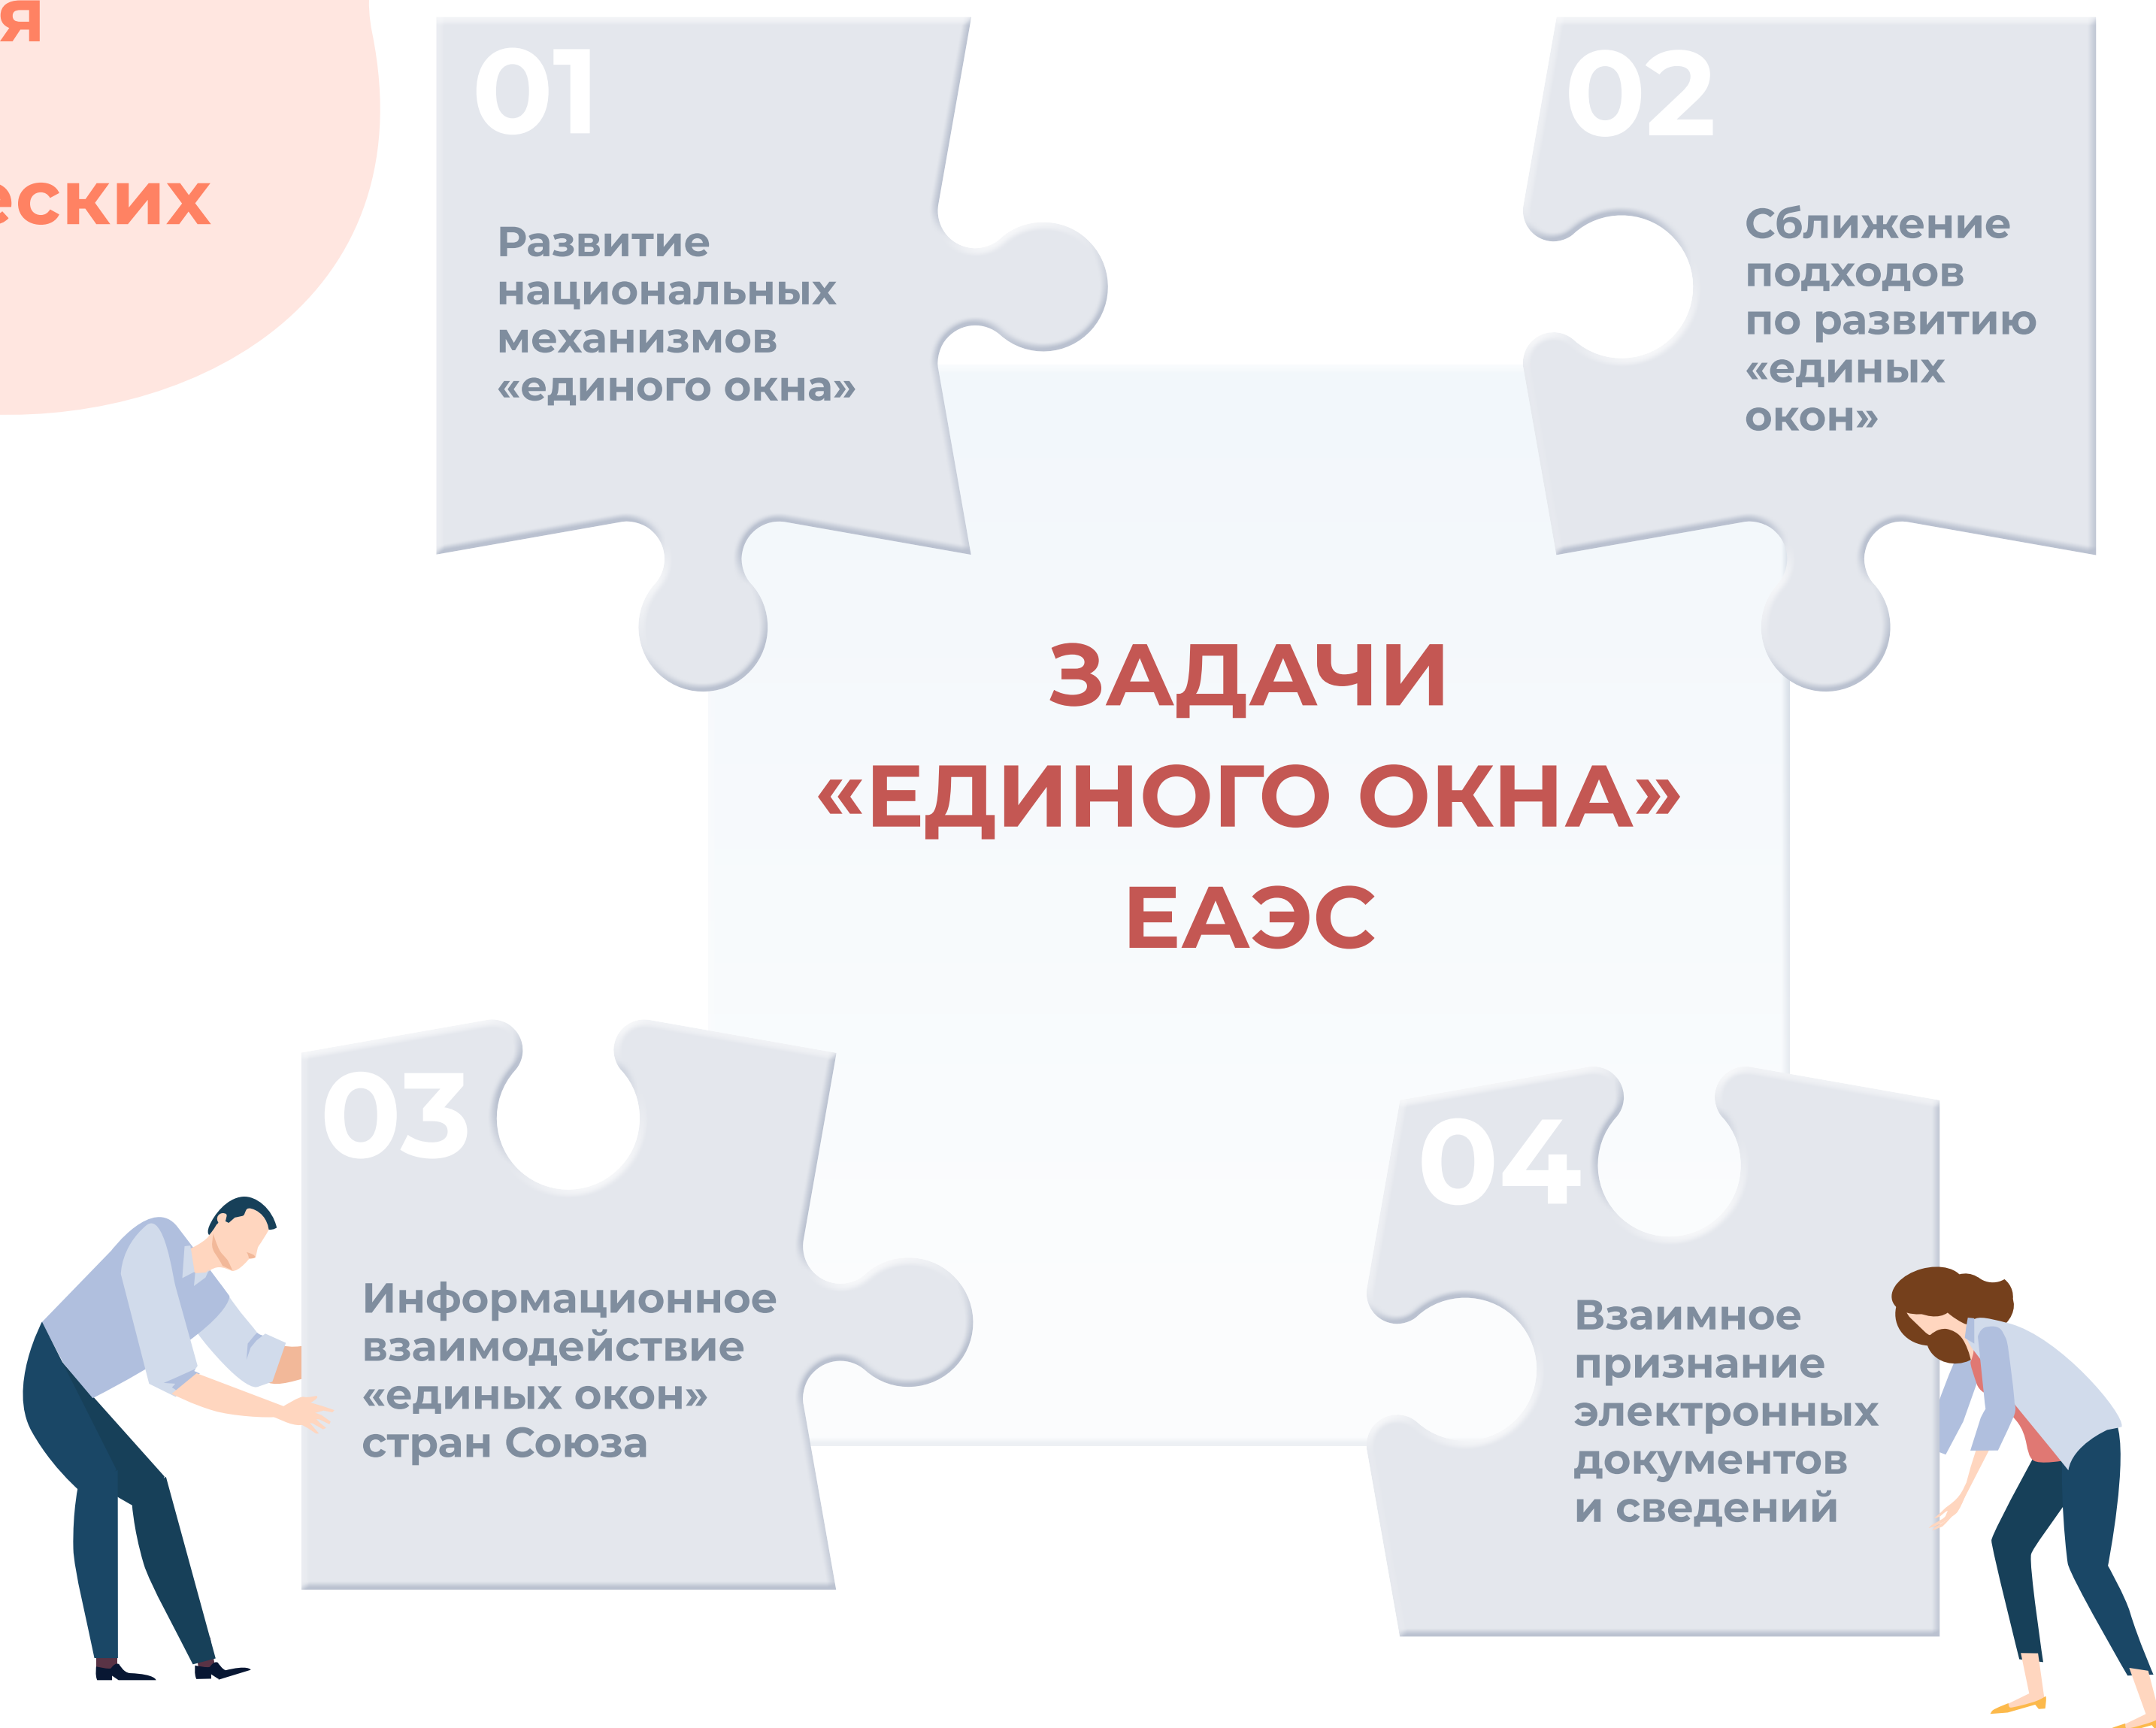 01
Развитие
национальных
механизмов
«единого окна»
02
Сближение
подходов
по развитию
«единых
окон»
ЗАДАЧИ
«ЕДИНОГО ОКНА»
ЕАЭС
03
Информационное
взаимодействие
«единых окон»
стран Союза
04
Взаимное
признание
электронных
документов
и сведений